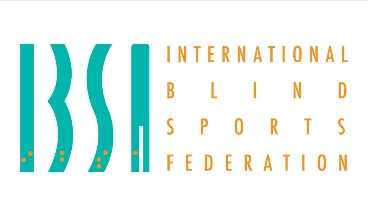 IBSA
INTERNATIONAL
BLIND
SPORTS
FEDERATION